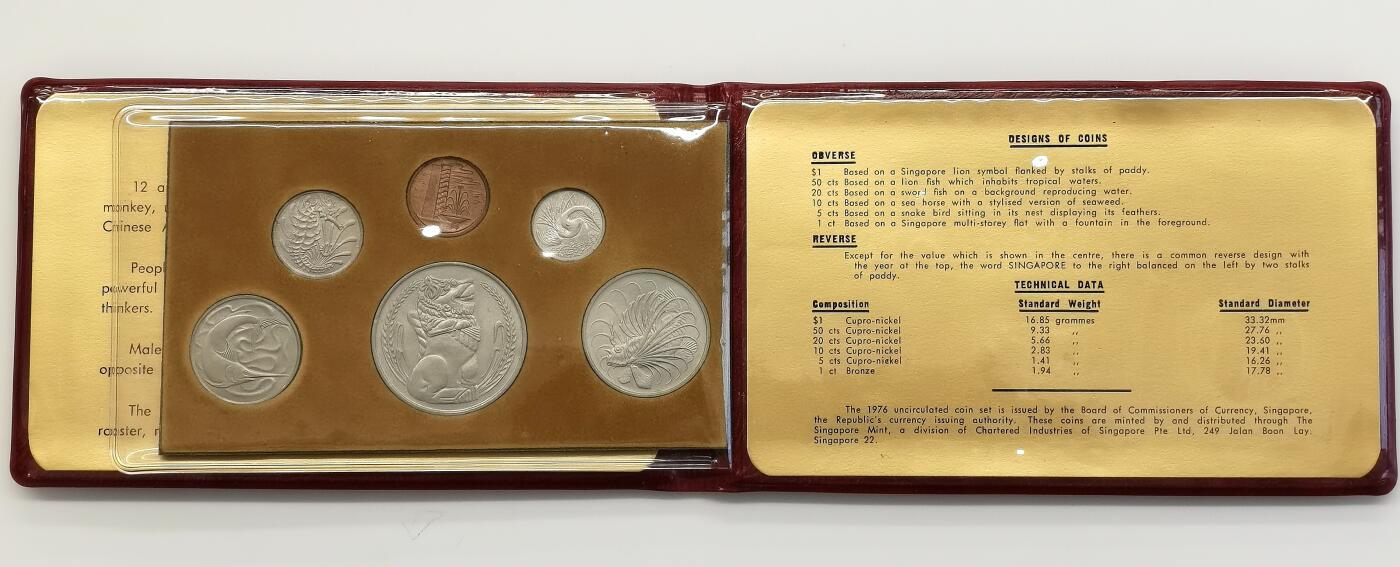 12 a
monkey,
Chinese
Peopl
powerful
thinkers.
Male
opposite
The
rooster, r
DESIGNS OF COINS
OBVERSE
$1 Based on a Singapore lion symbol flanked by stalks of paddy.
50 cts Based on a lion fish which inhabits tropical waters.
20 cts Based on a sword fish on a background reproducing water.
10 cts Based on a sea horse with a stylised version of seaweed.
5 cts Based on a snake bird sitting in its nest displaying its feathers.
1 ct Based on a Singapore multi-storey flat with a fountain in the foreground.
REVERSE
Except for the value which is shown in the centre, there is a common reverse design with
the year at the top, the word SINGAPORE to the right balanced on the left by two stalks
of paddy.
TECHNICAL DATA
Composition Standard Weight Standard Diameter
$1 Cupro-nickel 16.85 grammes 33.32mm
50 cts Cupro-nickel 9.33 ,, 27.76 ,,
20 cts Cupro-nickel 5.66 ,, 23.60 ,,
10 cts Cupro-nickel 2.83 ,, 19.41 ,,
5 cts Cupro-nickel 1.41 ,, 16.26 ,,
1 ct Bronze 1.94 ,, 17.78 ,,
The 1976 uncirculated coin set is issued by the Board of Commissioners of Currency, Singapore,
the Republic's currency issuing authority. These coins are minted by and distributed through The
Singapore Mint, a division of Chartered Industries of Singapore Pte Ltd, 249 Jalan Boon Lay.
Singapore 22.